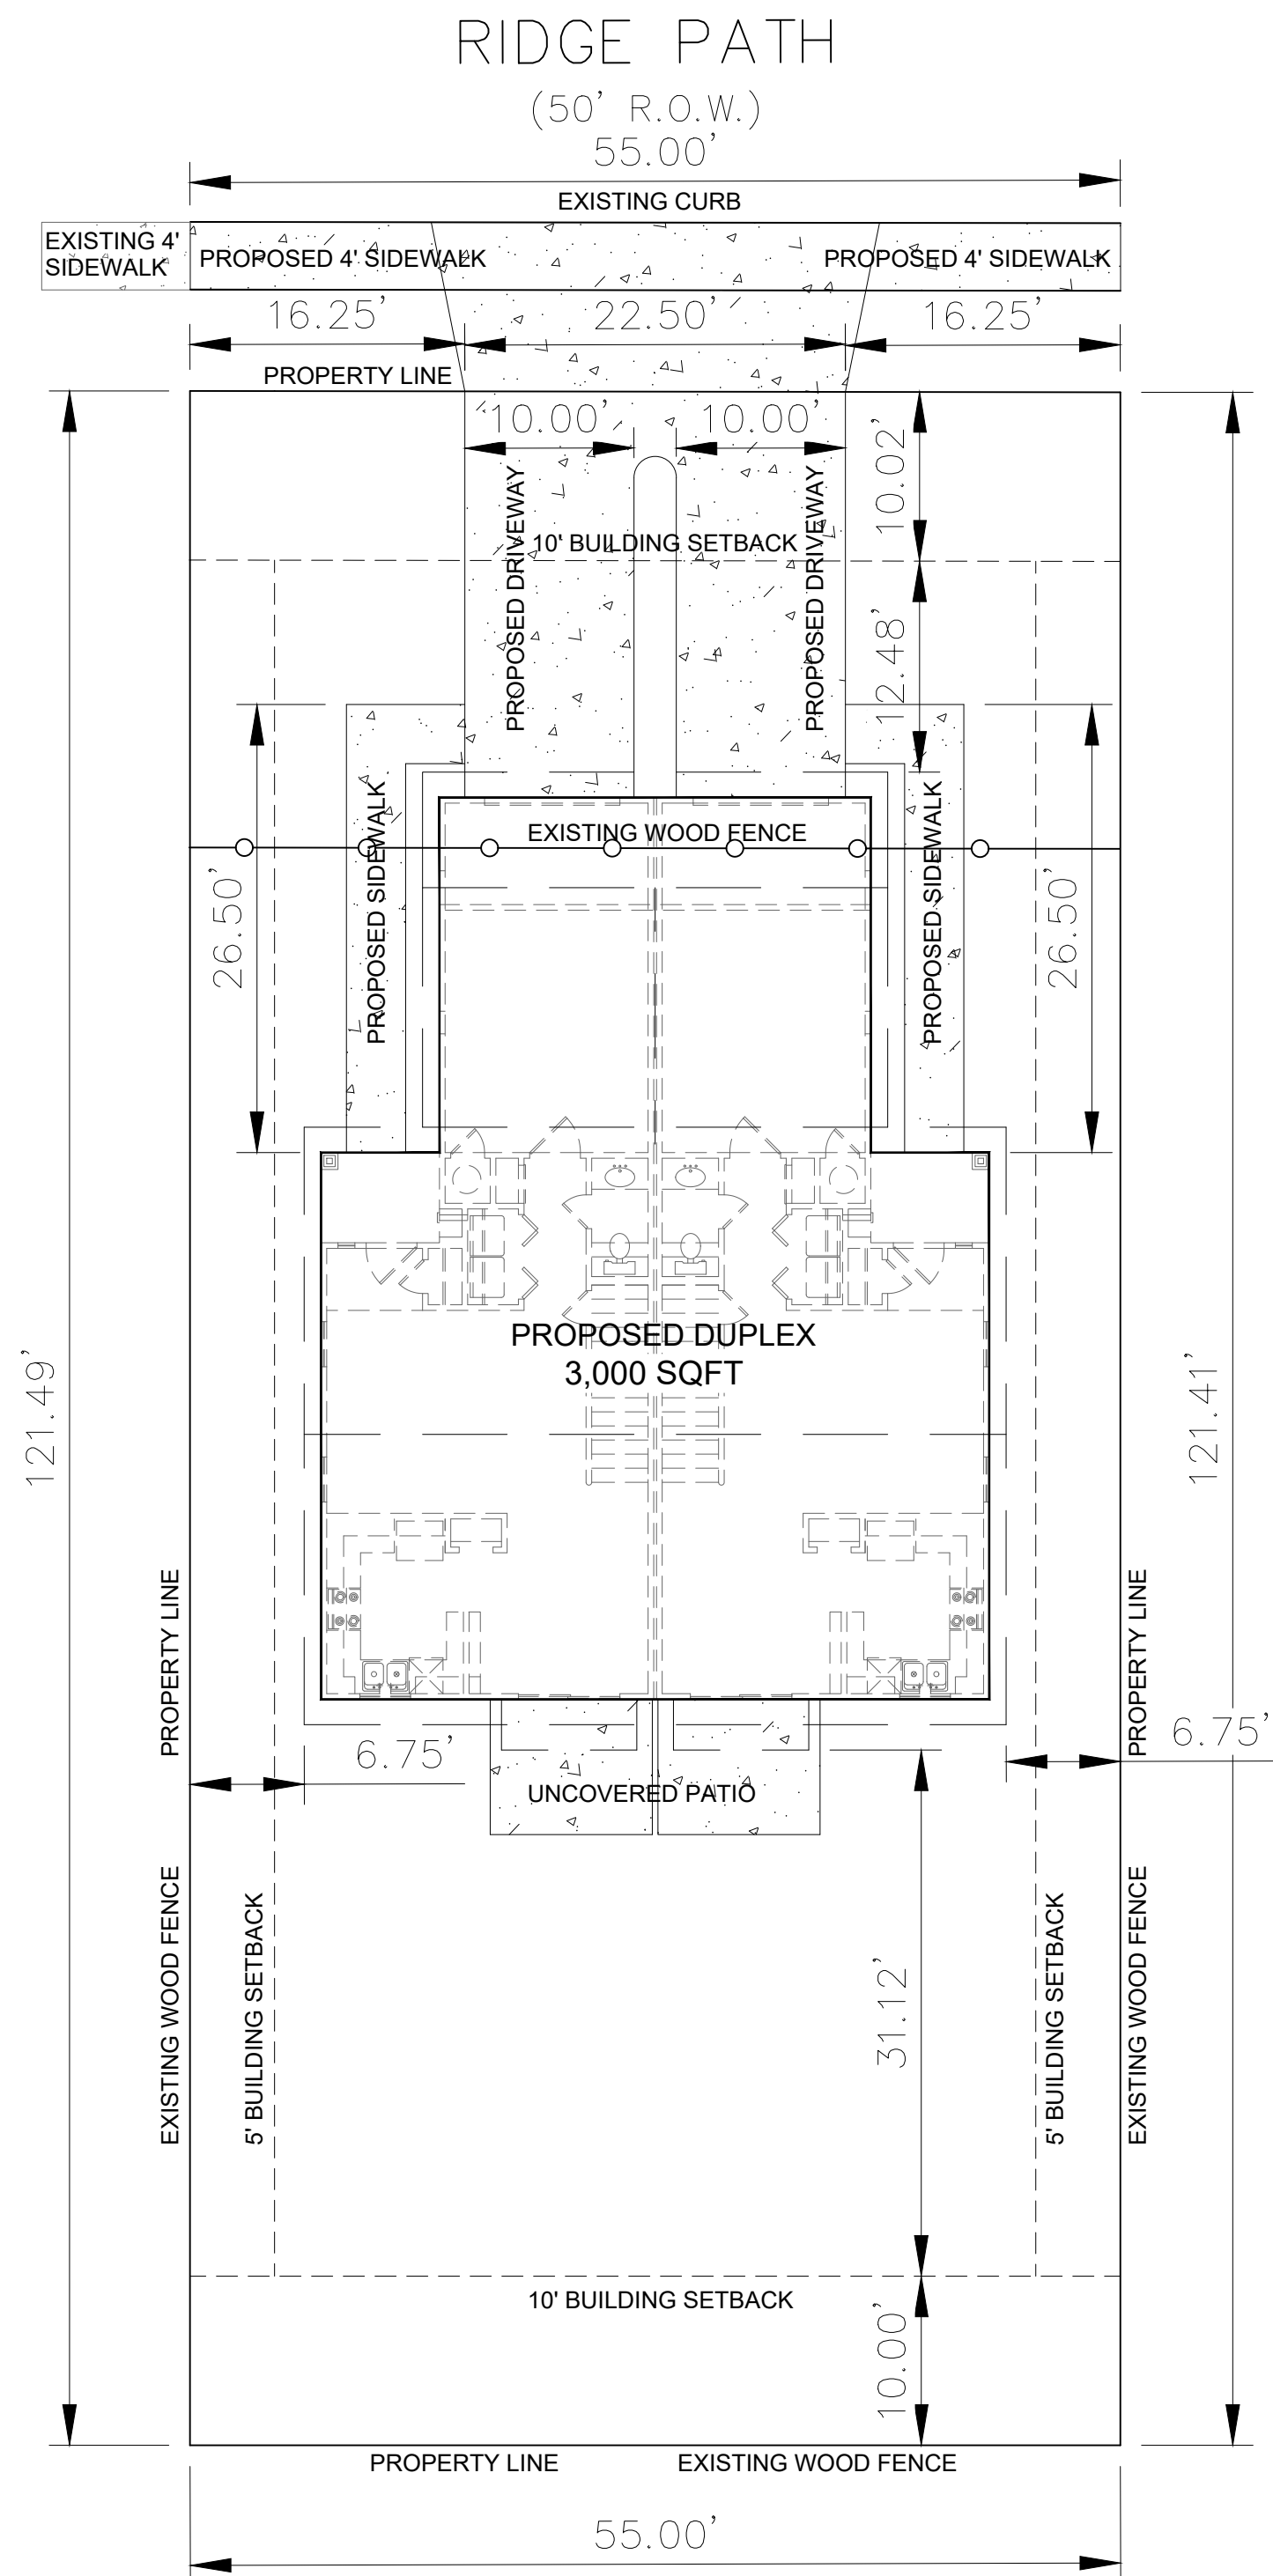 RIDGE PATH
(50' R.O.W.)
55.00'
EXISTING CURB
EXISTING 4'
SIDEWALK
PROPOSED 4' SIDEWALK
PROPOSED 4' SIDEWALK
16.25'
22.50'
16.25'
PROPERTY LINE
10.00'
10.00'
10.02'
PROPOSED DRIVEWAY
PROPOSED DRIVEWAY
10' BUILDING SETBACK
12.48'
PROPOSED SIDEWALK
PROPOSED SIDEWALK
EXISTING WOOD FENCE
26.50'
26.50'
PROPOSED DUPLEX
3,000 SQFT
121.49'
121.41'
PROPERTY LINE
PROPERTY LINE
6.75'
6.75'
UNCOVERED PATIO
EXISTING WOOD FENCE
5' BUILDING SETBACK
31.12'
5' BUILDING SETBACK
EXISTING WOOD FENCE
10' BUILDING SETBACK
10.00'
PROPERTY LINE
EXISTING WOOD FENCE
55.00'